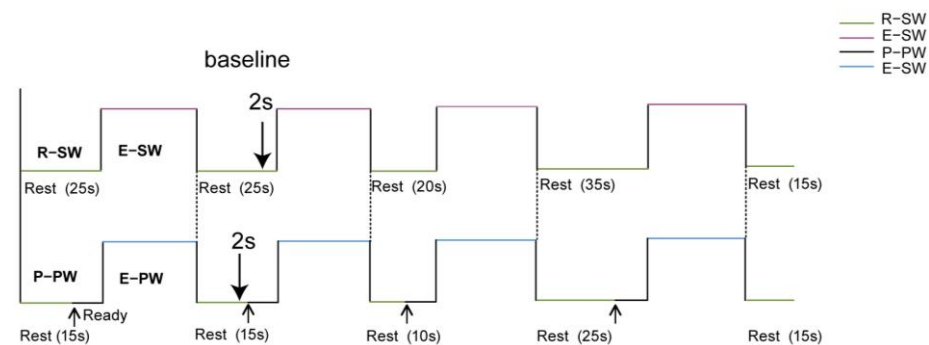 R-SW
E-SW
P-PW
E-SW
baseline
2s
R-SW
E-SW
Rest (25s)
Rest (25s)
Rest (20s)
Rest (35s)
Rest (15s)
2s
P-PW
E-PW
Ready
Rest (15s)
Rest (15s)
Rest (10s)
Rest (25s)
Rest (15s)